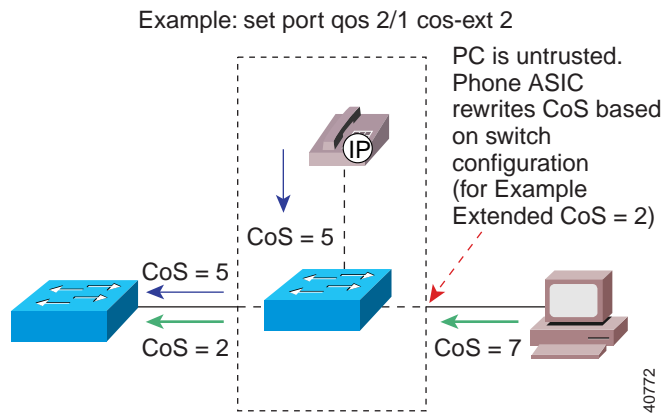 Example: set port qos 2/1 cos-ext 2
PC is untrusted.
Phone ASIC
rewrites CoS based
on switch
configuration
(for Example
Extended CoS = 2)
IP
CoS = 5
CoS = 5
CoS = 2
CoS = 7
40772